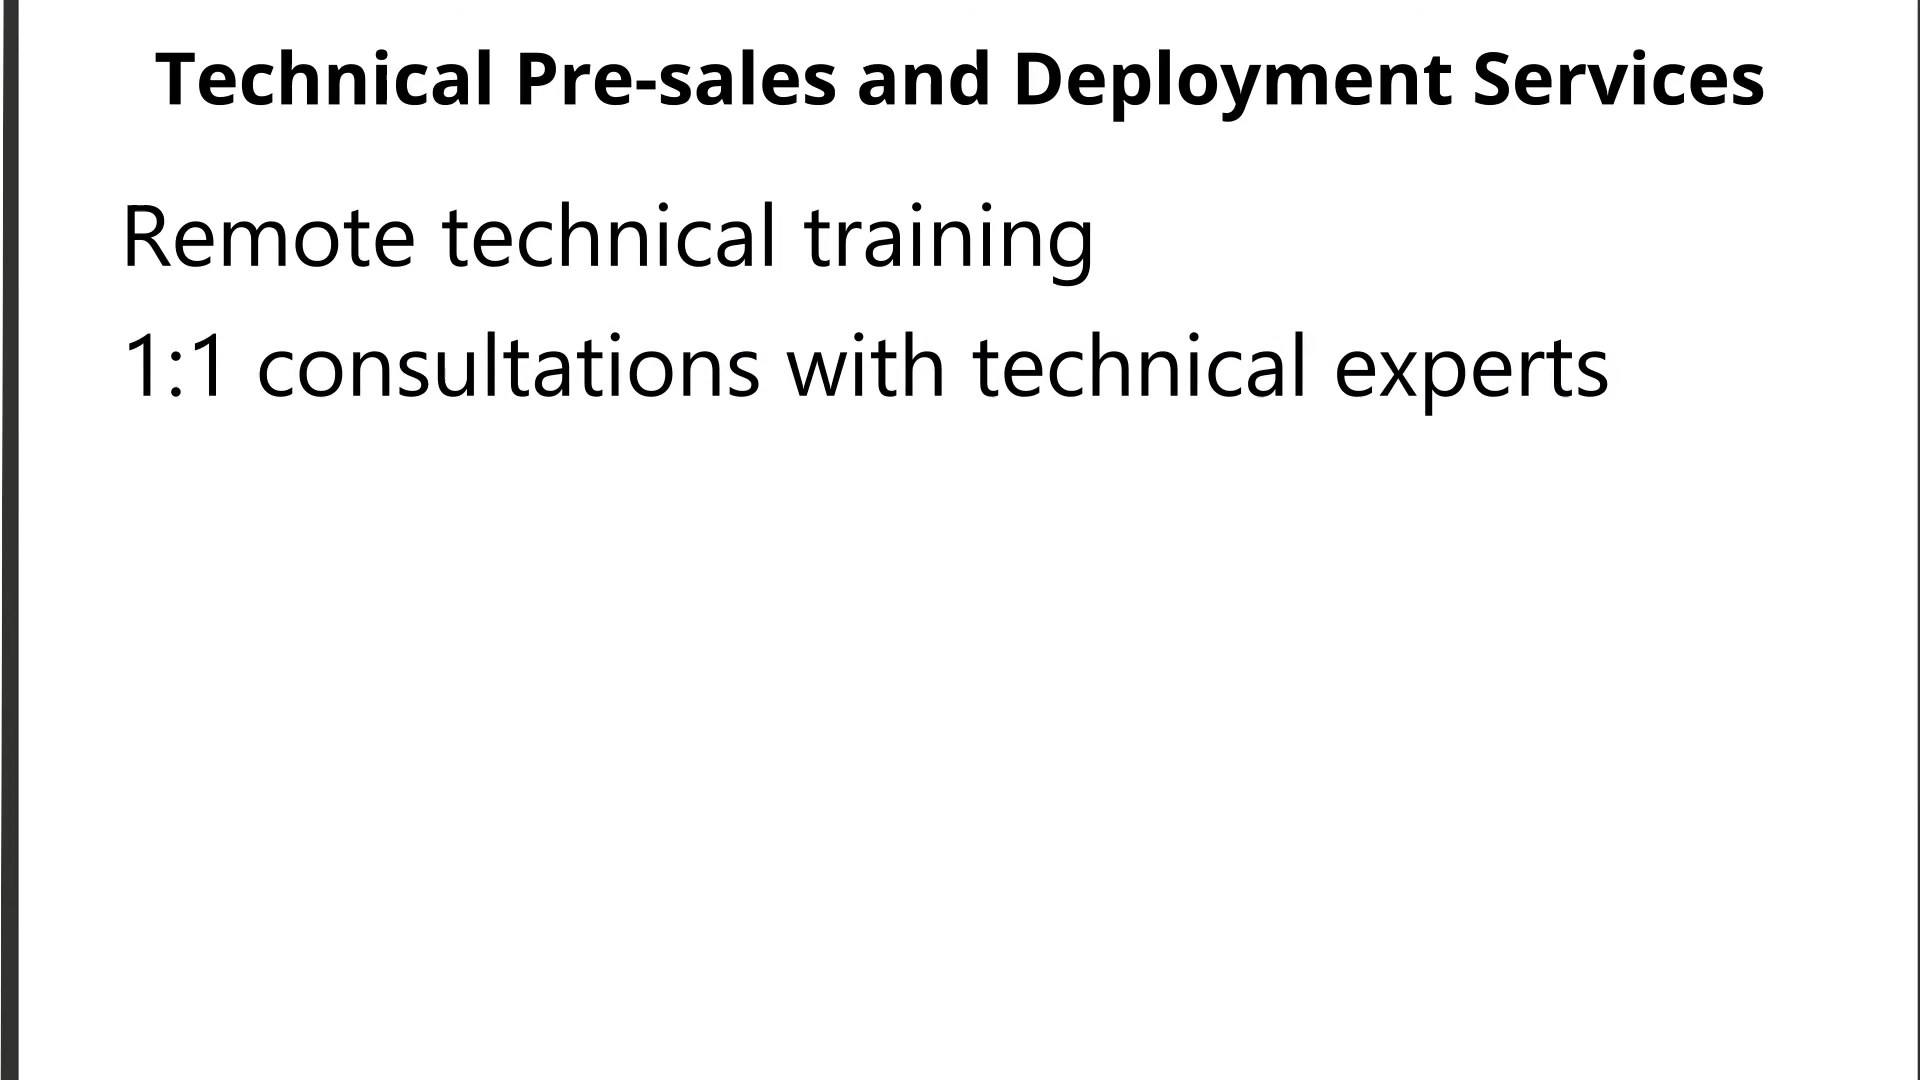 Technical Pre-sales and Deployment Services
Remote technical training
1:1 consultations with technical experts